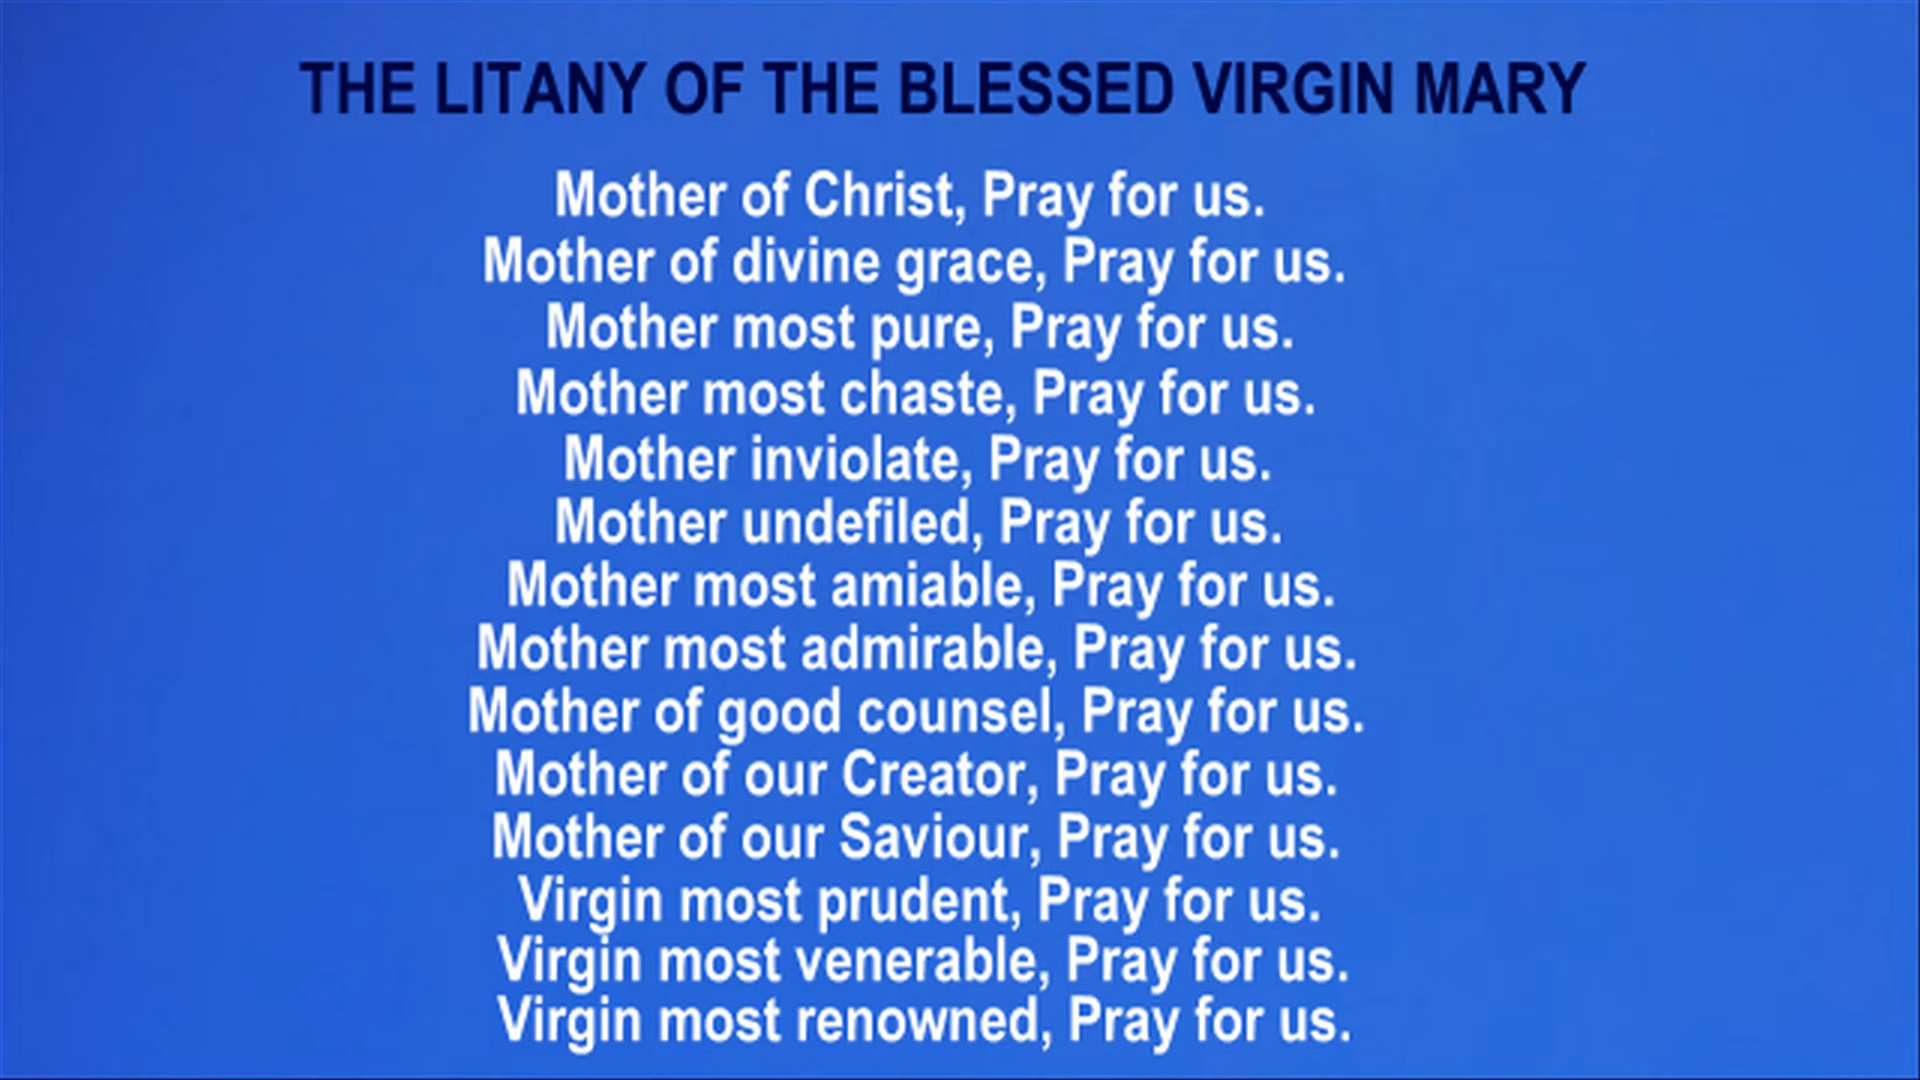 THE LITANY OF THE BLESSED VIRGIN MARY
Mother of Christ, Pray for us.
Mother of divine grace, Pray for us.
Mother most pure, Pray for us.
Mother most chaste, Pray for us.
Mother inviolate, Pray for us.
Mother undefiled, Pray for us.
Mother most amiable, Pray for us.
Mother most admirable, Pray for us.
Mother of good counsel, Pray for us.
Mother of our Creator, Pray for us.
Mother of our Saviour, Pray for us.
Virgin most prudent, Pray for us.
Virgin most venerable, Pray for us.
Virgin most renowned, Pray for us.